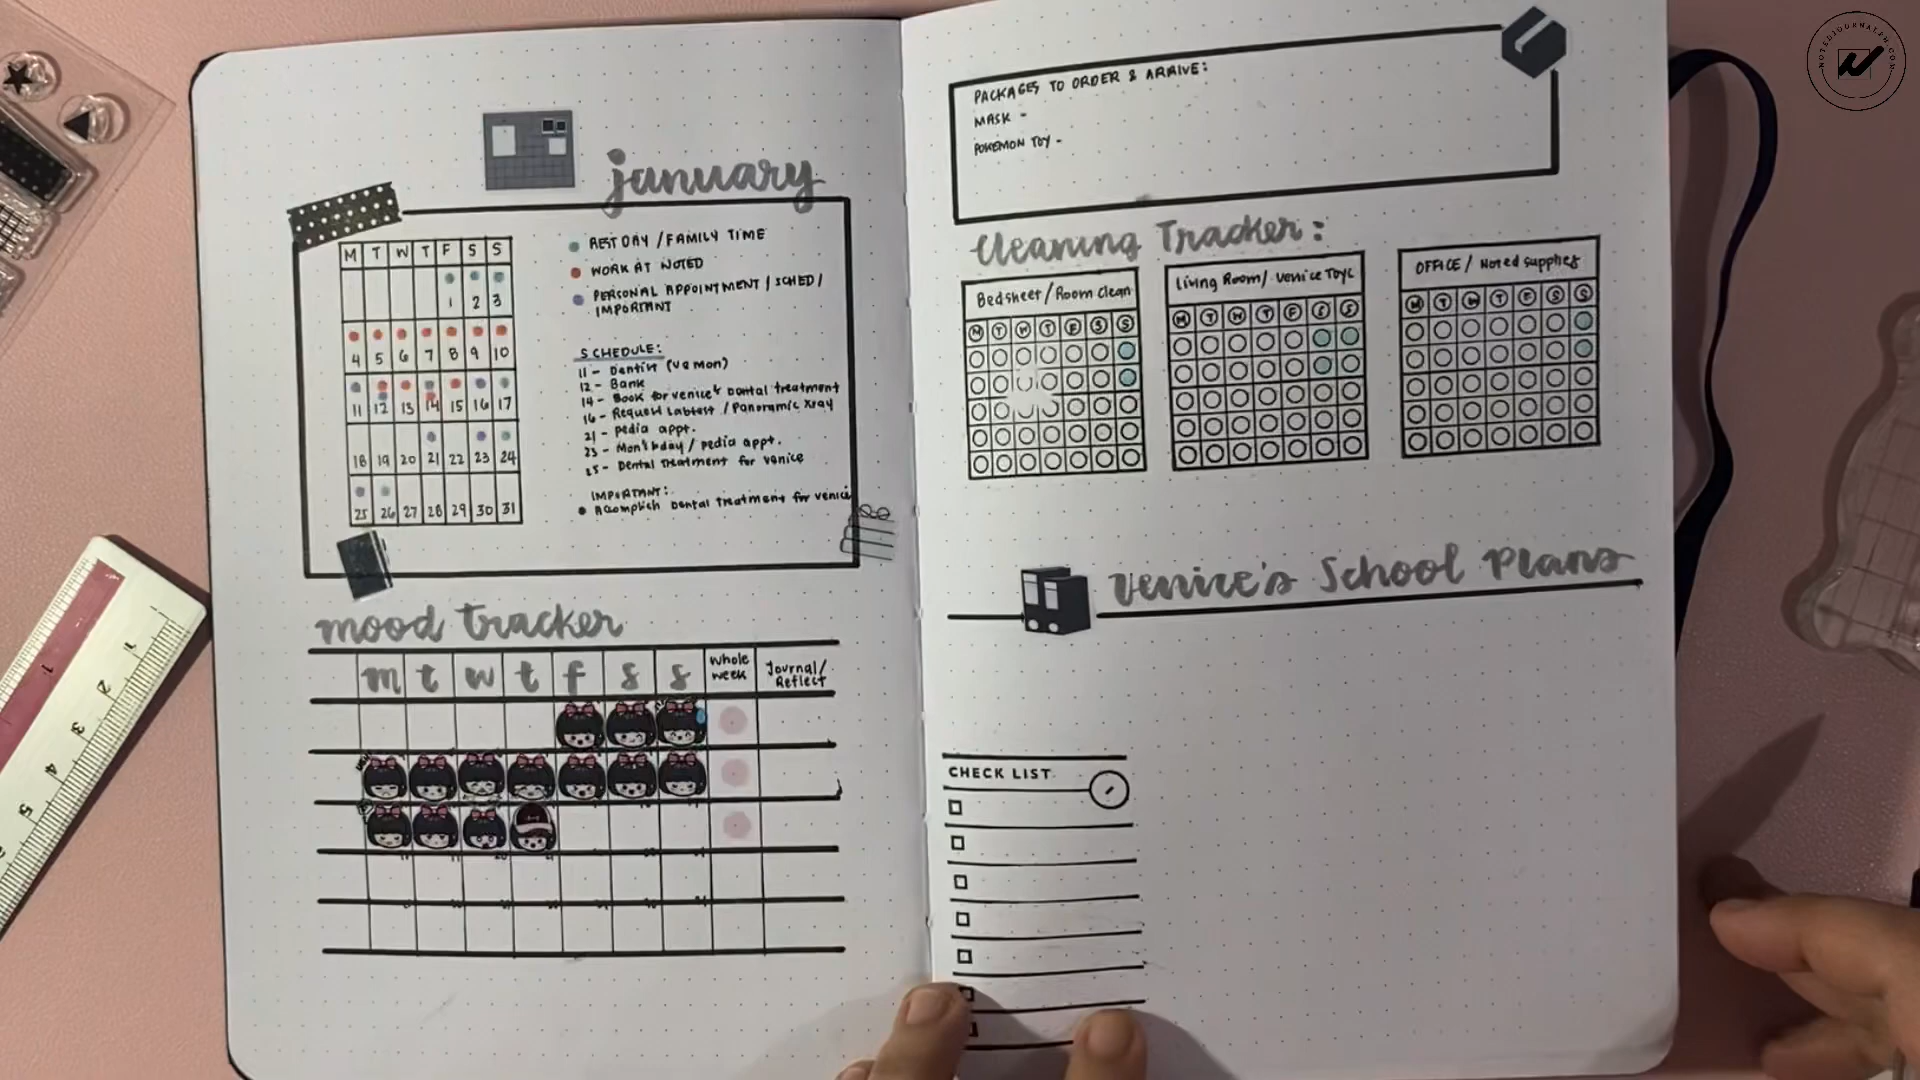 january
M T W T F S S
1 2 3
4 5 6 7 8 9 10
11 12 13 14 15 16 17
18 19 20 21 22 23 24
25 26 27 28 29 30 31
REST DAY / FAMILY TIME
WORK AT NOTED
PERSONAL APPOINTMENT / SCHED /
IMPORTANT
SCHEDULE:
11 - Dentist (V & mon)
12 - Bank
14 - Book for venice's Dental treatment
16 - Request Labtest / Panoramic Xray
21 - pedia appt.
23 - Mon's bday / pedia appt.
25 - Dental Treatment for venice
IMPORTANT:
Accomplish Dental Treatment for venice
mood tracker
m t w t f s s
Whole
week
Journal/
Reflect
PACKAGES TO ORDER & ARRIVE:
MASK -
POKEMON TOY -
Cleaning Tracker:
Bedsheet / Room Clean
M T W T F S S
Living Room / Venice Toys
M T W T F S S
OFFICE / Noted supplies
M T W T F S S
Venice's School Plans
CHECK LIST
NOTEDJOURNALPH.COM